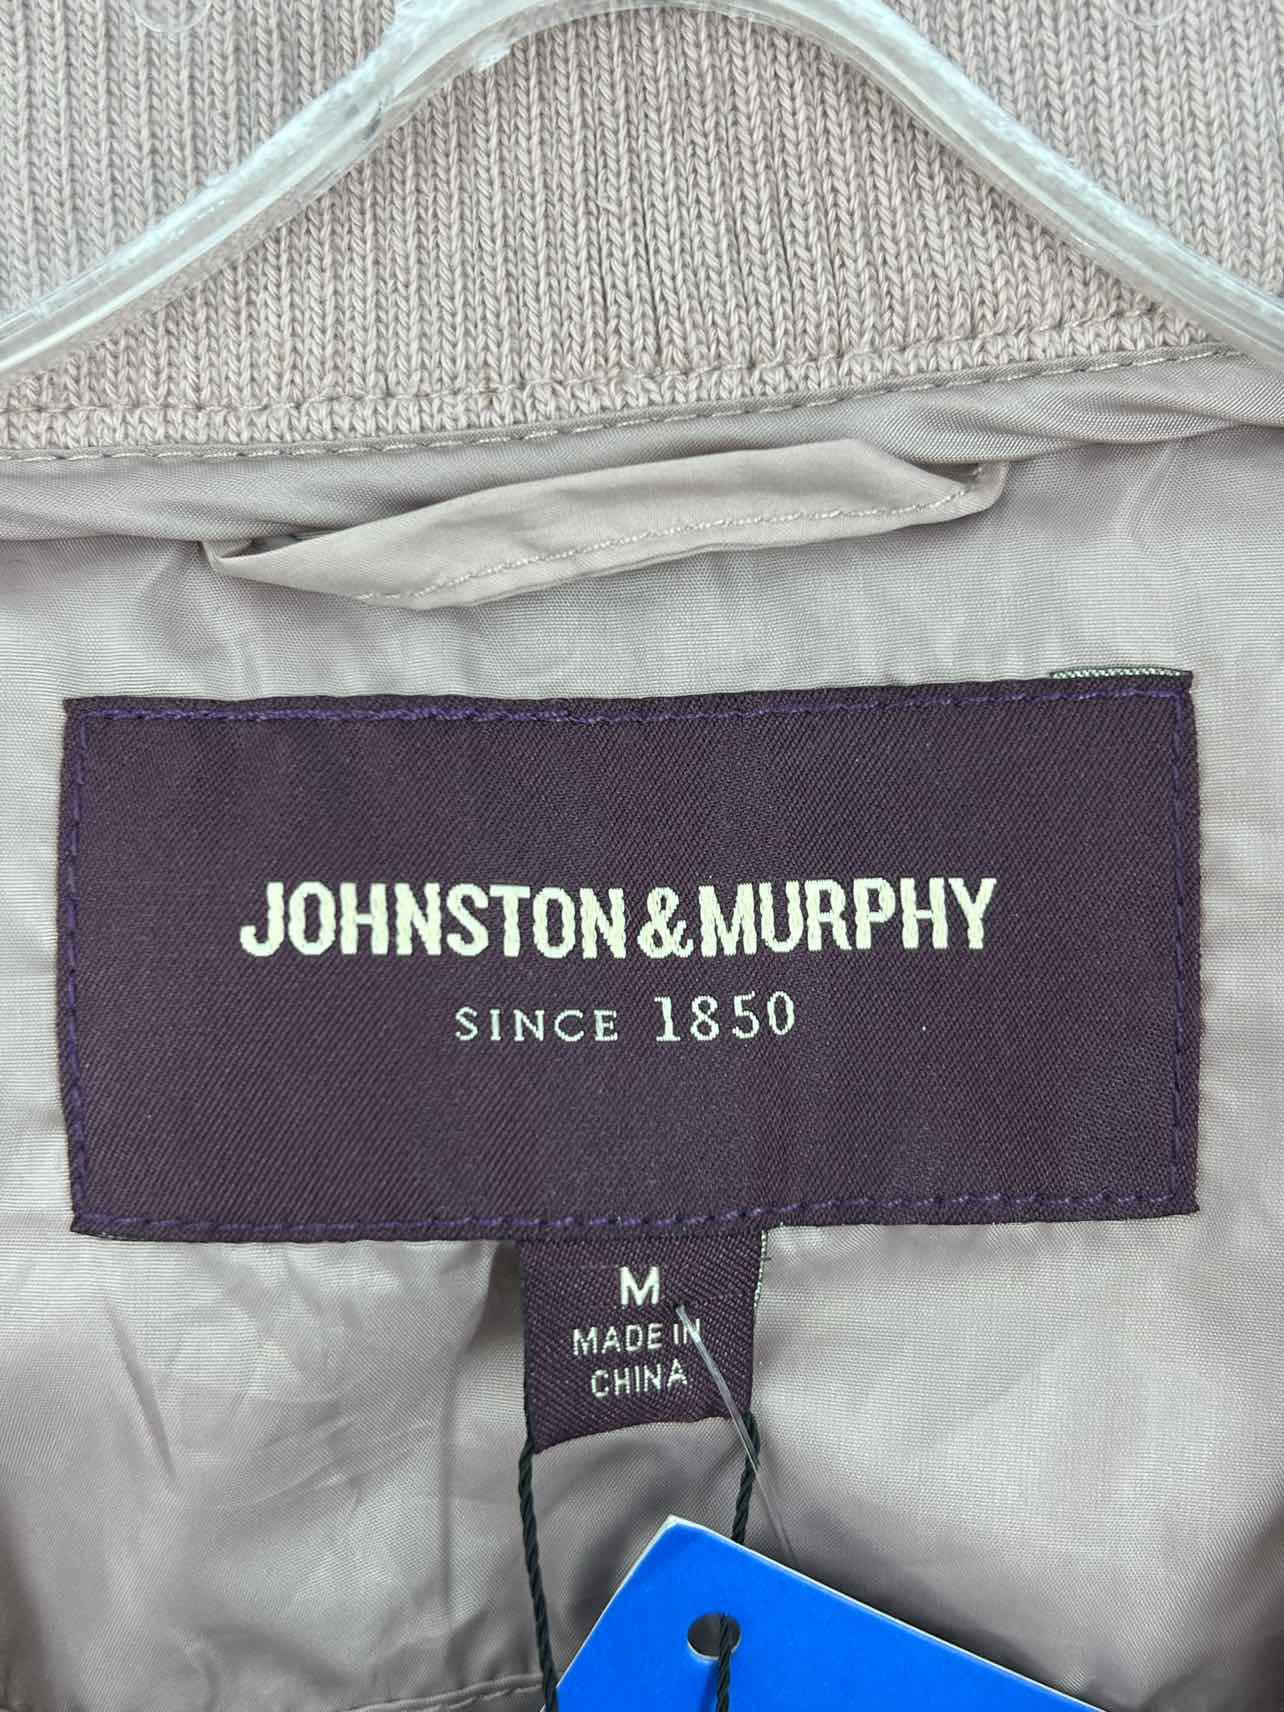 JOHNSTON & MURPHY
SINCE 1850
M
MADE IN
CHINA